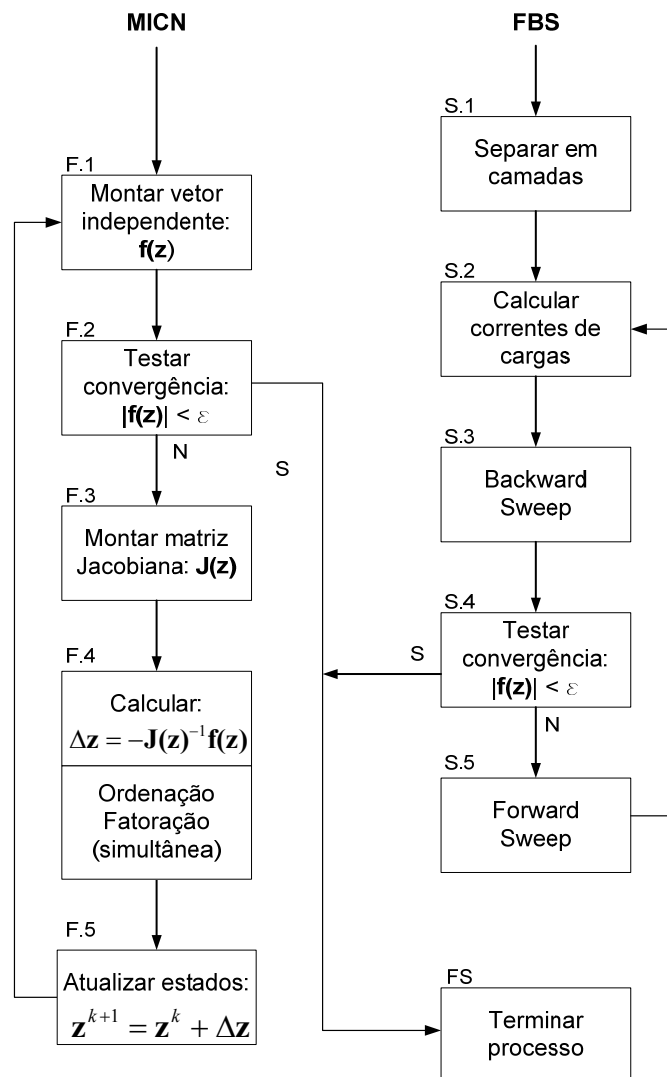 MICN
F.1
Montar vetor
independente:
f(z)
F.2
Testar
convergência:
|f(z)| < ε
N
S
F.3
Montar matriz
Jacobiana: J(z)
F.4
Calcular:
Δz = −J(z)⁻¹f(z)
Ordenação
Fatoração
(simultânea)
F.5
Atualizar estados:
z^{k+1} = z^k + Δz
FBS
S.1
Separar em
camadas
S.2
Calcular
correntes de
cargas
S.3
Backward
Sweep
S.4
Testar
convergência:
|f(z)| < ε
S
N
S.5
Forward
Sweep
FS
Terminar
processo